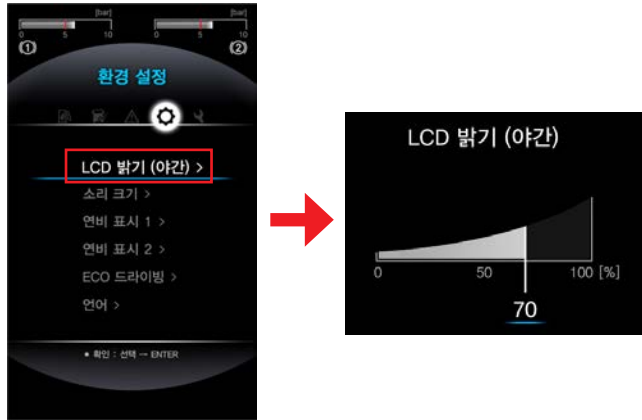 [bar] [bar]
0 5 10 0 5 10
(1) (2)
환경 설정
LCD 밝기 (야간) >
소리 크기 >
연비 표시 1 >
연비 표시 2 >
ECO 드라이빙 >
언어 >
• 확인 : 선택 → ENTER
LCD 밝기 (야간)
0 50 100 [%]
70